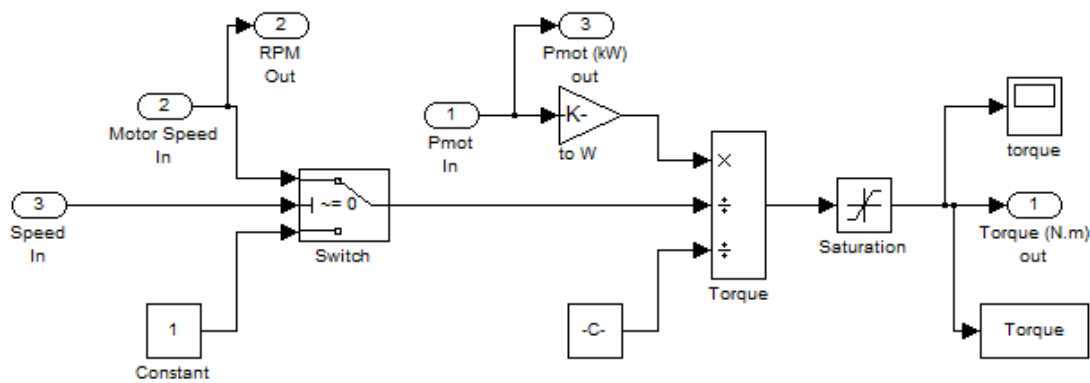 2
RPM
Out
3
Pmot (kW)
out
2
Motor Speed
In
1
Pmot
In
-K-
to W
torque
3
Speed
In
~= 0
Switch
×
÷
÷
Torque
Saturation
1
Torque (N.m)
out
1
Constant
-C-
Torque